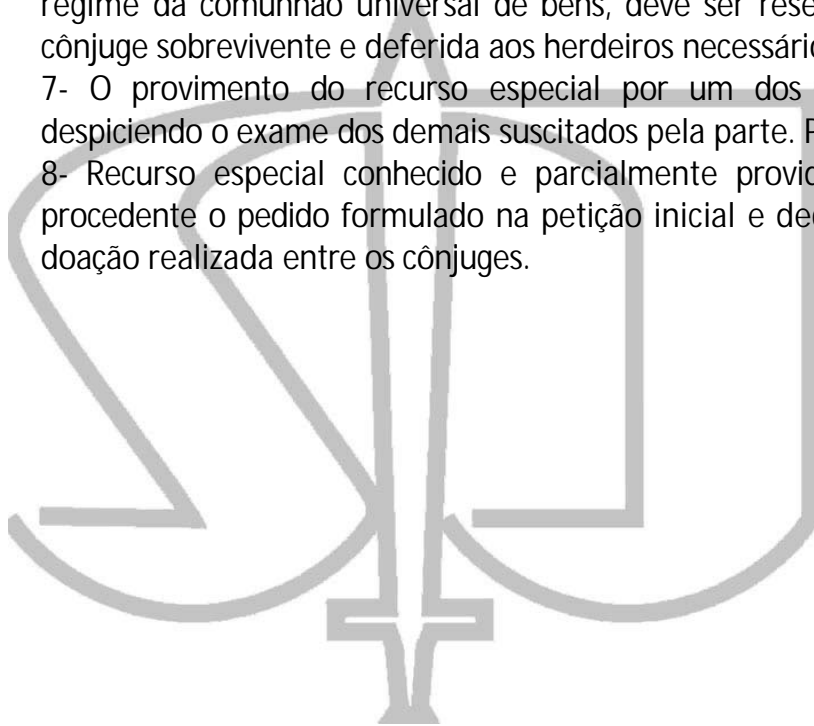 regime da comunhão universal de bens, deve ser rese
cônjuge sobrevivente e deferida aos herdeiros necessário
7- O provimento do recurso especial por um dos
despiciendo o exame dos demais suscitados pela parte. P
8- Recurso especial conhecido e parcialmente provid
procedente o pedido formulado na petição inicial e dec
doação realizada entre os cônjuges.